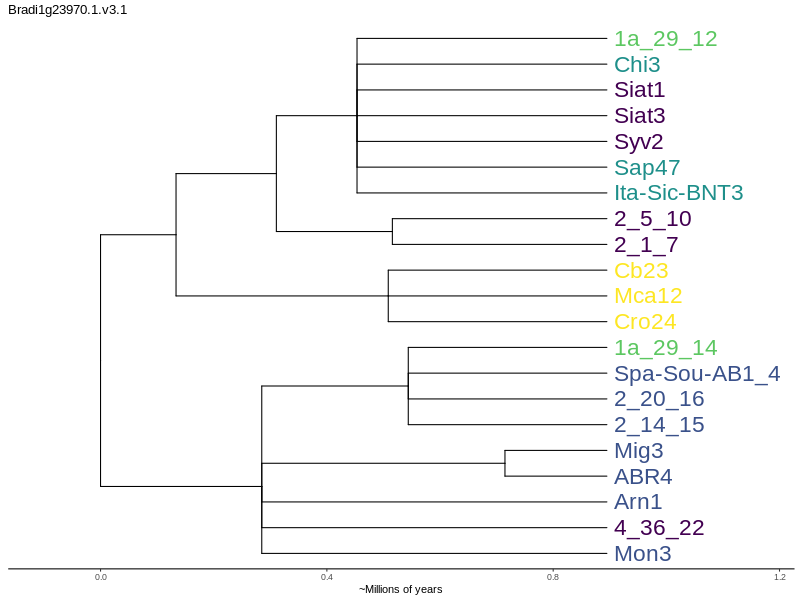 Bradi1g23970.1.v3.1
1a_29_12
Chi3
Siat1
Siat3
Syv2
Sap47
Ita-Sic-BNT3
2_5_10
2_1_7
Cb23
Mca12
Cro24
1a_29_14
Spa-Sou-AB1_4
2_20_16
2_14_15
Mig3
ABR4
Arn1
4_36_22
Mon3
0.0 0.4 0.8 1.2
~Millions of years